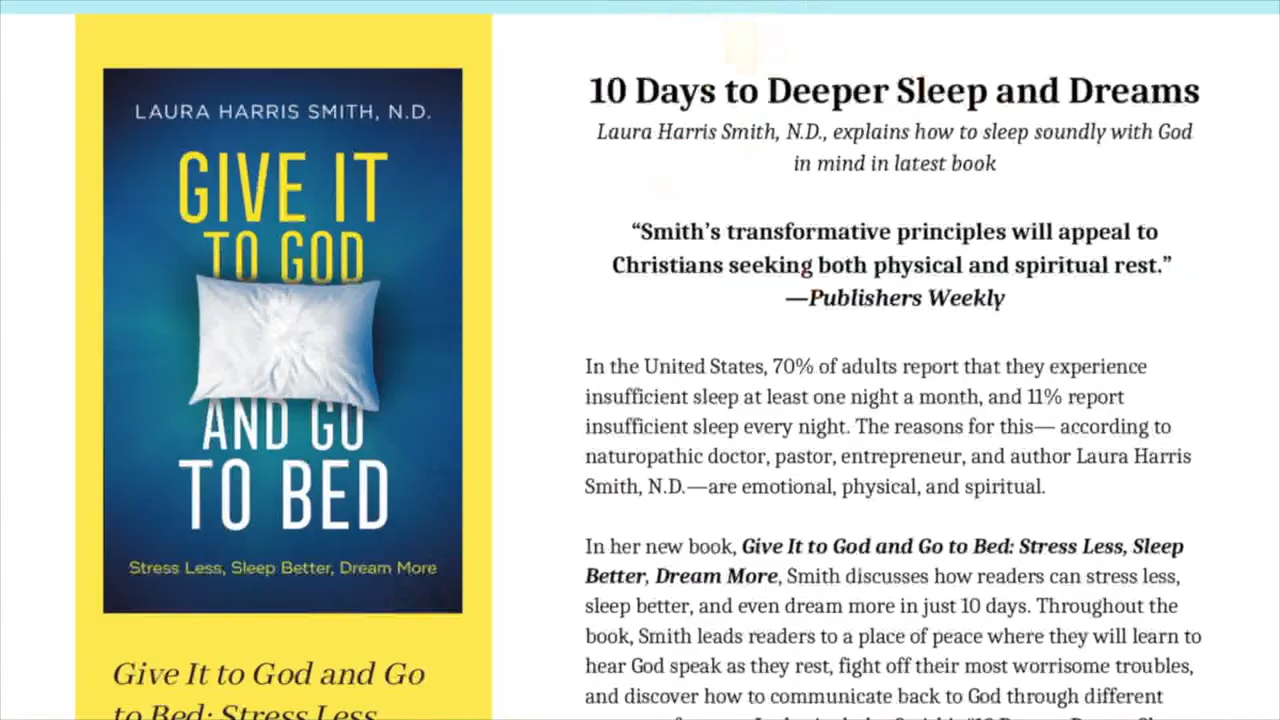 LAURA HARRIS SMITH, N.D.
GIVE IT
TO GOD
AND GO
TO BED
Stress Less, Sleep Better, Dream More
Give It to God and Go
to Bed: Stress Less,
10 Days to Deeper Sleep and Dreams
Laura Harris Smith, N.D., explains how to sleep soundly with God
in mind in latest book
“Smith’s transformative principles will appeal to
Christians seeking both physical and spiritual rest.”
—Publishers Weekly
In the United States, 70% of adults report that they experience
insufficient sleep at least one night a month, and 11% report
insufficient sleep every night. The reasons for this— according to
naturopathic doctor, pastor, entrepreneur, and author Laura Harris
Smith, N.D.—are emotional, physical, and spiritual.
In her new book, Give It to God and Go to Bed: Stress Less, Sleep
Better, Dream More, Smith discusses how readers can stress less,
sleep better, and even dream more in just 10 days. Throughout the
book, Smith leads readers to a place of peace where they will learn to
hear God speak as they rest, fight off their most worrisome troubles,
and discover how to communicate back to God through different